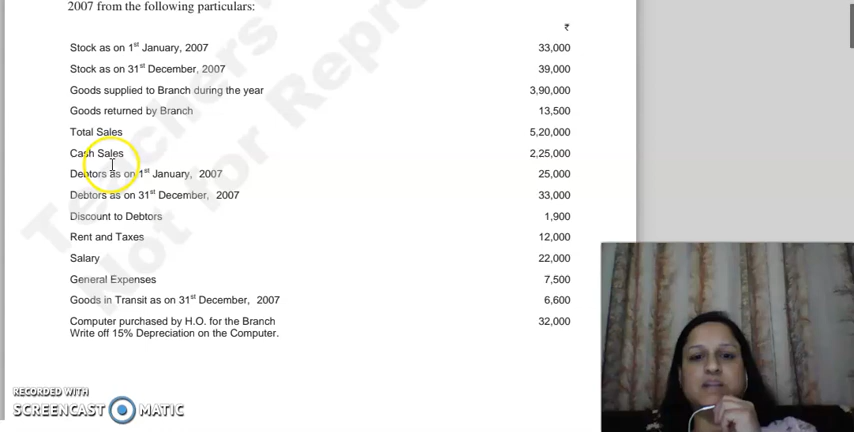 2007 from the following particulars:
₹
Stock as on 1st January, 2007 33,000
Stock as on 31st December, 2007 39,000
Goods supplied to Branch during the year 3,90,000
Goods returned by Branch 13,500
Total Sales 5,20,000
Cash Sales 2,25,000
Debtors as on 1st January, 2007 25,000
Debtors as on 31st December, 2007 33,000
Discount to Debtors 1,900
Rent and Taxes 12,000
Salary 22,000
General Expenses 7,500
Goods in Transit as on 31st December, 2007 6,600
Computer purchased by H.O. for the Branch 32,000
Write off 15% Depreciation on the Computer.
Teachers
Not for Repr
RECORDED WITH
SCREENCAST MATIC